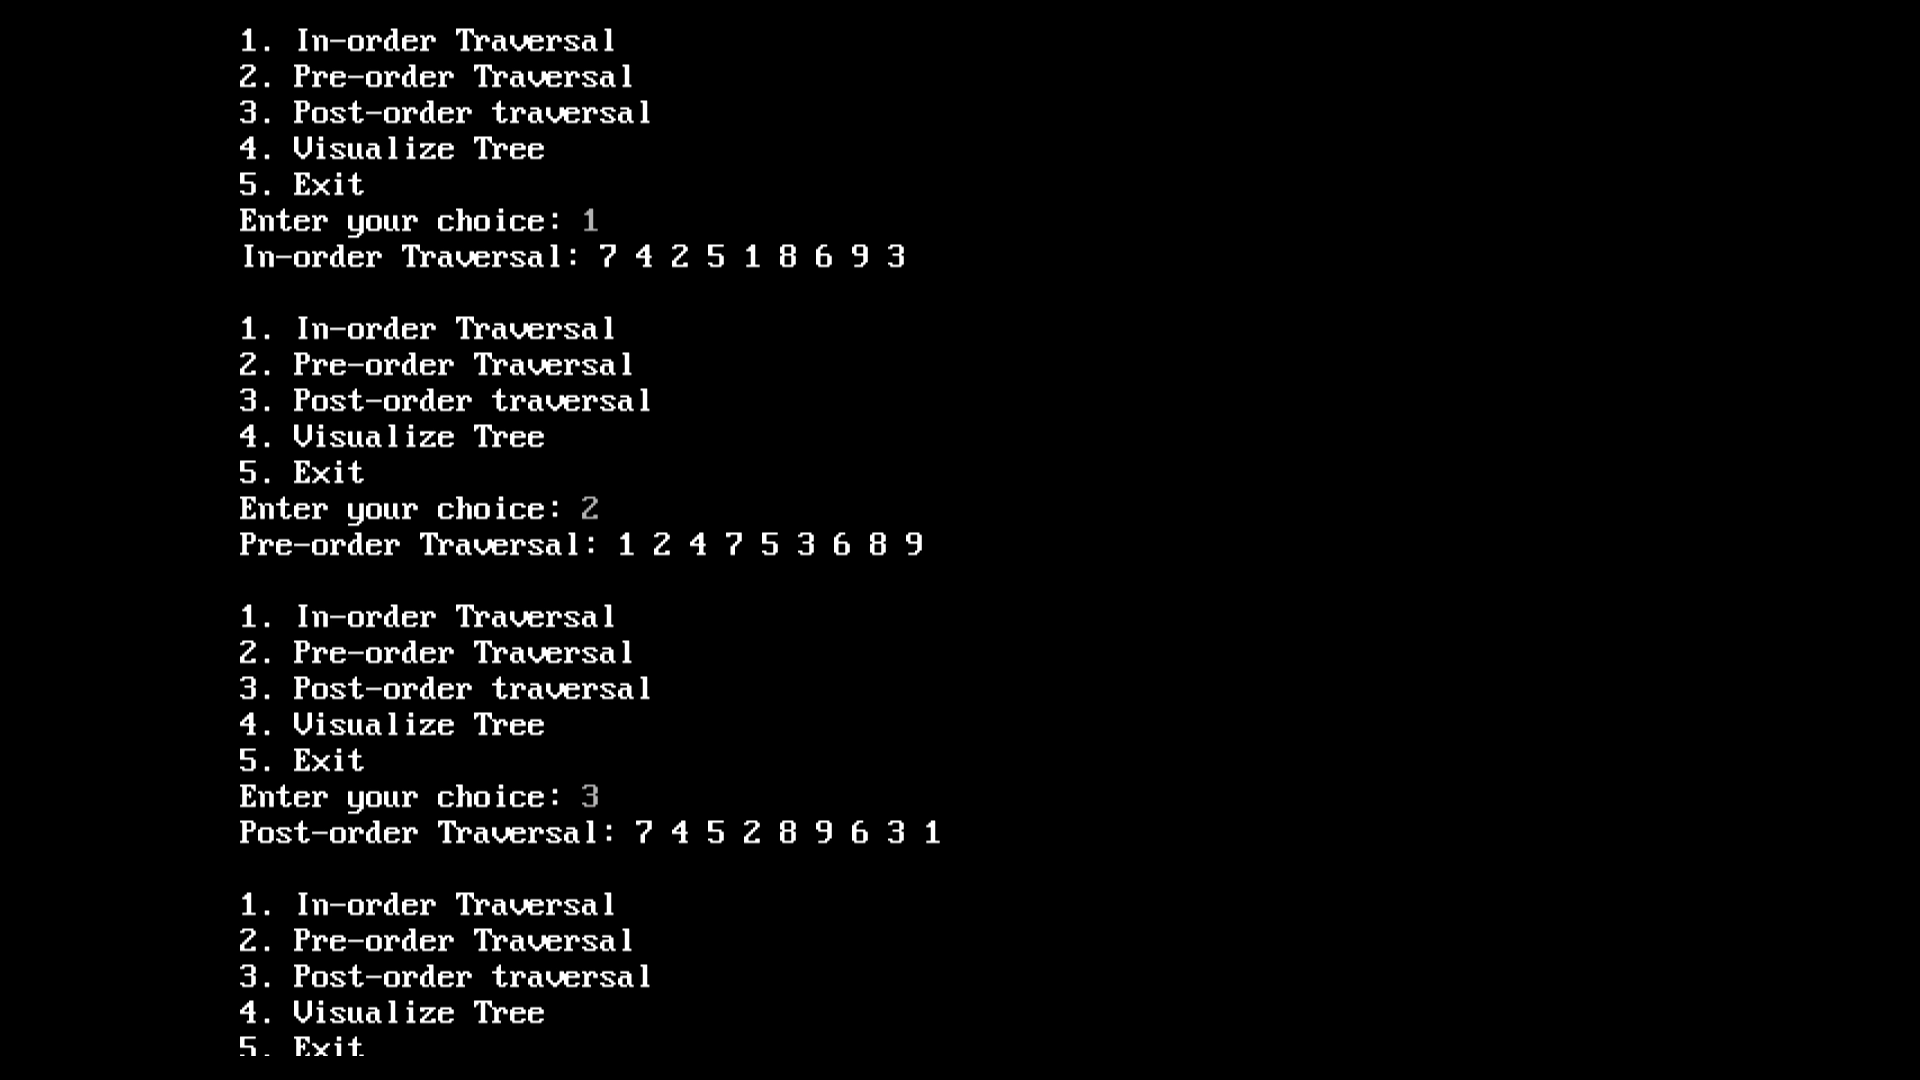 1. In-order Traversal
2. Pre-order Traversal
3. Post-order traversal
4. Visualize Tree
5. Exit
Enter your choice: 1
In-order Traversal: 7 4 2 5 1 8 6 9 3
1. In-order Traversal
2. Pre-order Traversal
3. Post-order traversal
4. Visualize Tree
5. Exit
Enter your choice: 2
Pre-order Traversal: 1 2 4 7 5 3 6 8 9
1. In-order Traversal
2. Pre-order Traversal
3. Post-order traversal
4. Visualize Tree
5. Exit
Enter your choice: 3
Post-order Traversal: 7 4 5 2 8 9 6 3 1
1. In-order Traversal
2. Pre-order Traversal
3. Post-order traversal
4. Visualize Tree
5. Exit